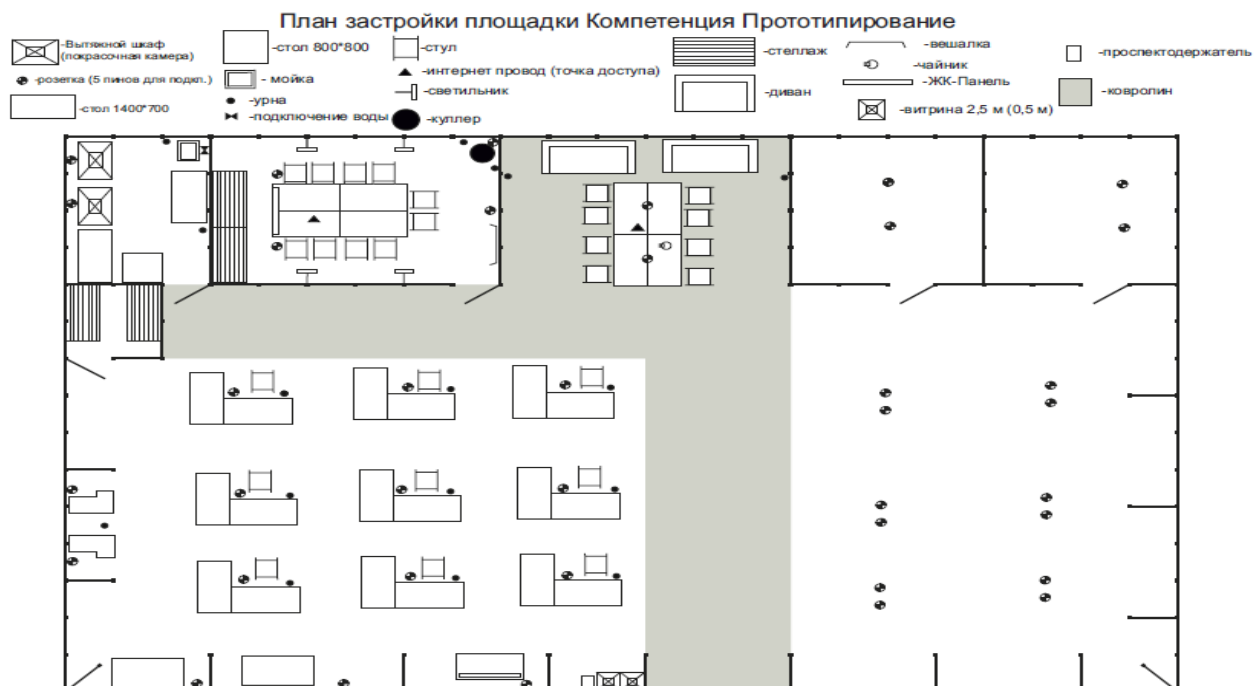 План застройки площадки Компетенция Прототипирование
-Вытяжной шкаф
(покрасочная камера)
-стол 800*800
-стул
-стеллаж
-вешалка
-проспектодержатель
-розетка (5 пинов для подкл.)
- мойка
-интернет провод (точка доступа)
-чайник
-ЖК-Панель
-стол 1400*700
-урна
-светильник
-диван
-ковролин
-подключение воды
-куллер
-витрина 2,5 м (0,5 м)